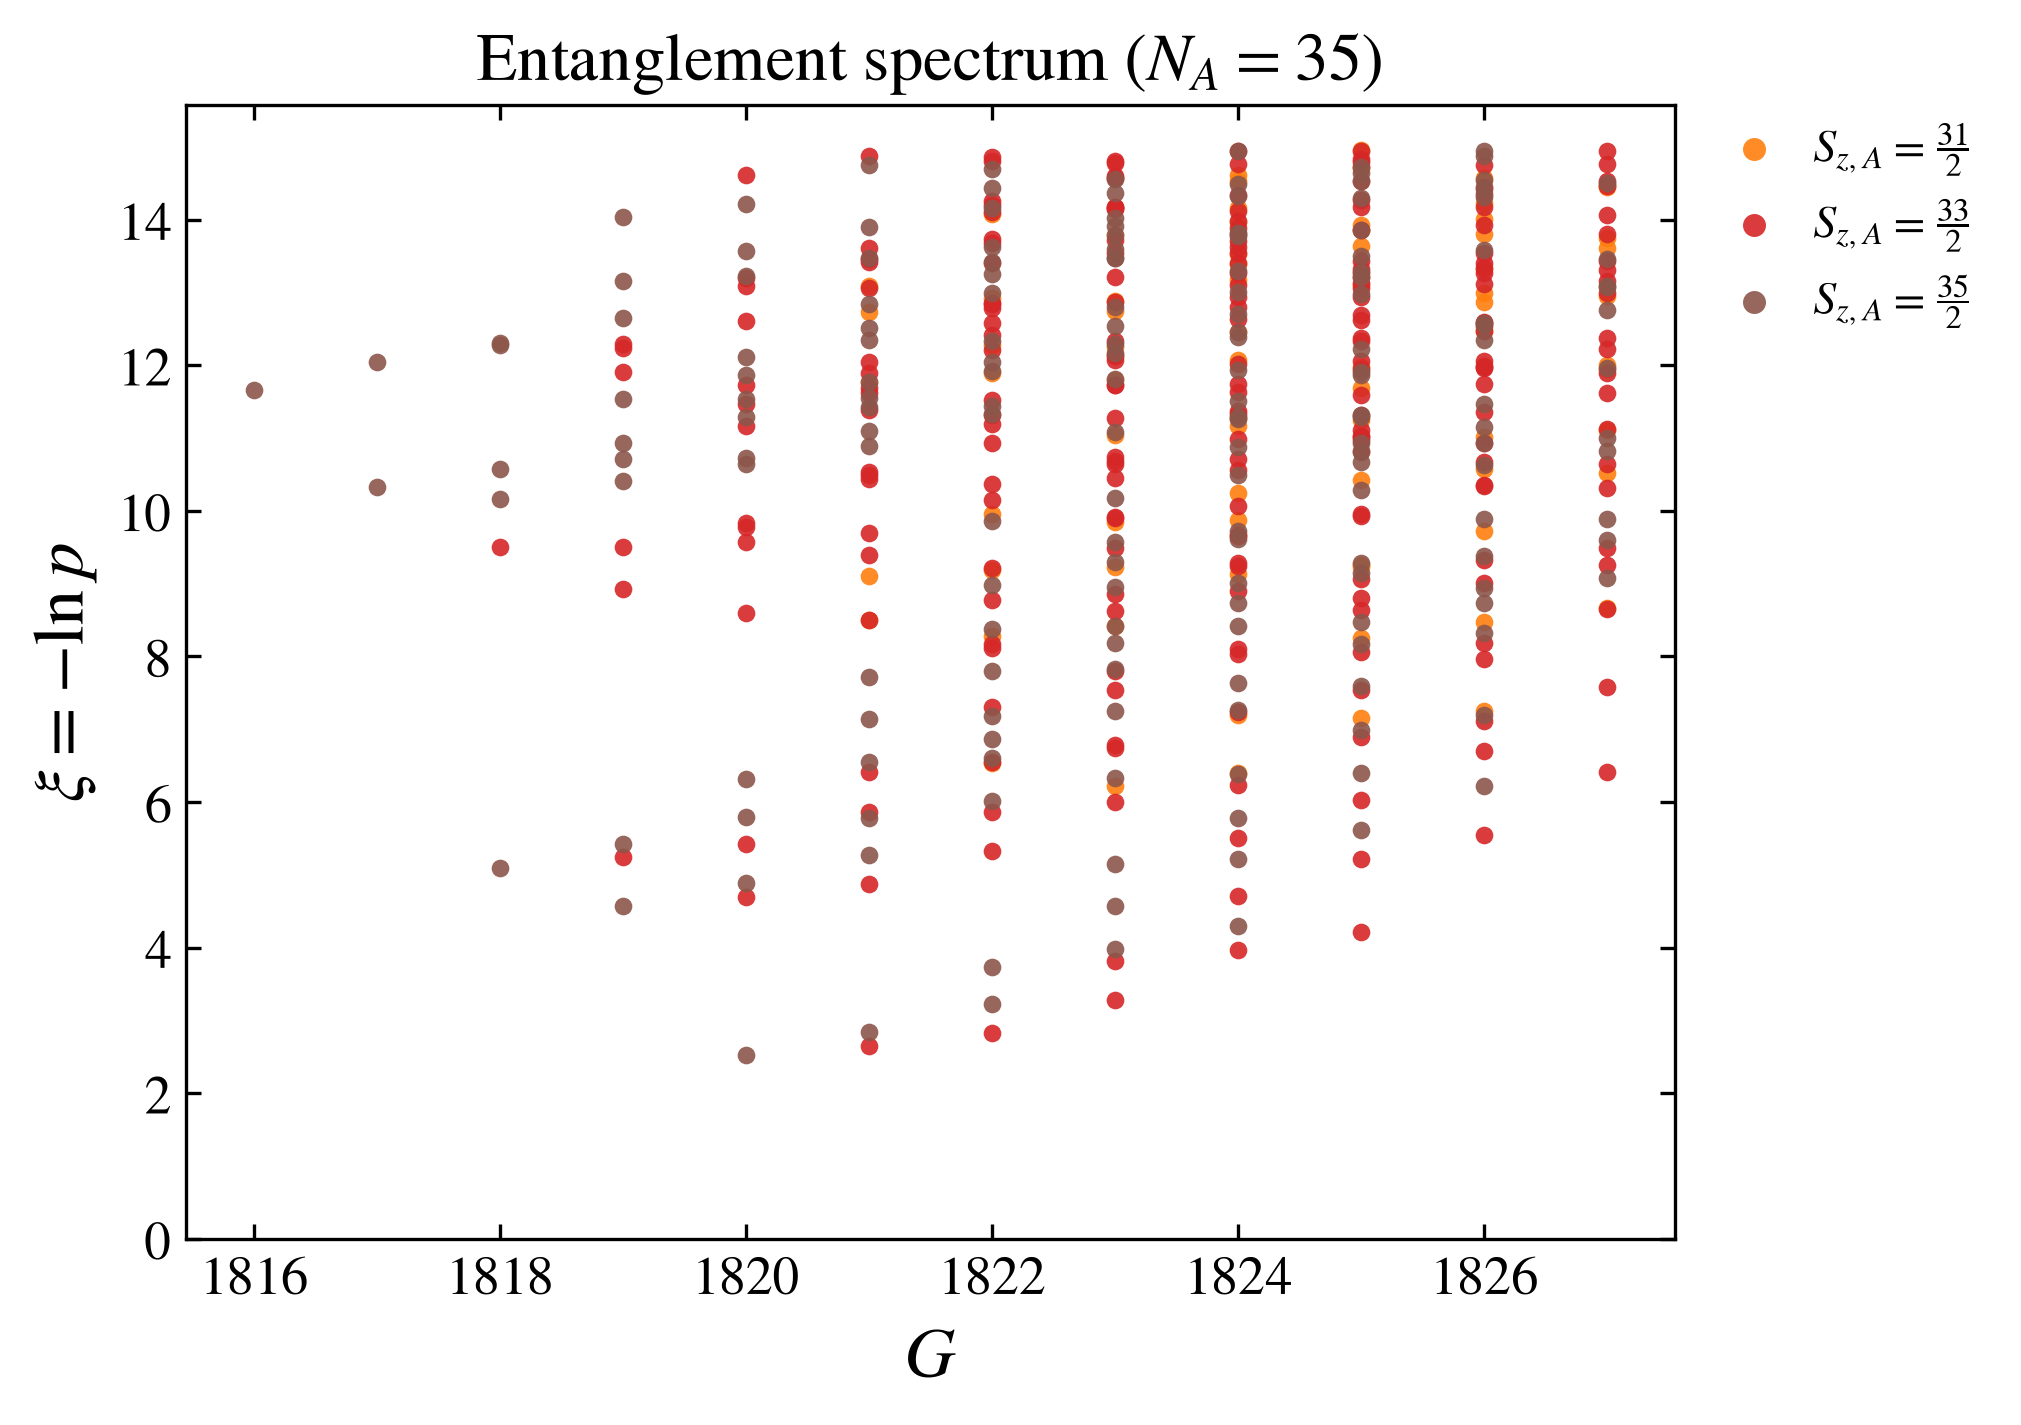 Entanglement spectrum (N_A = 35)
S_{z, A} = 31/2
S_{z, A} = 33/2
S_{z, A} = 35/2
ξ = −ln p
14
12
10
8
6
4
2
0
1816 1818 1820 1822 1824 1826
G